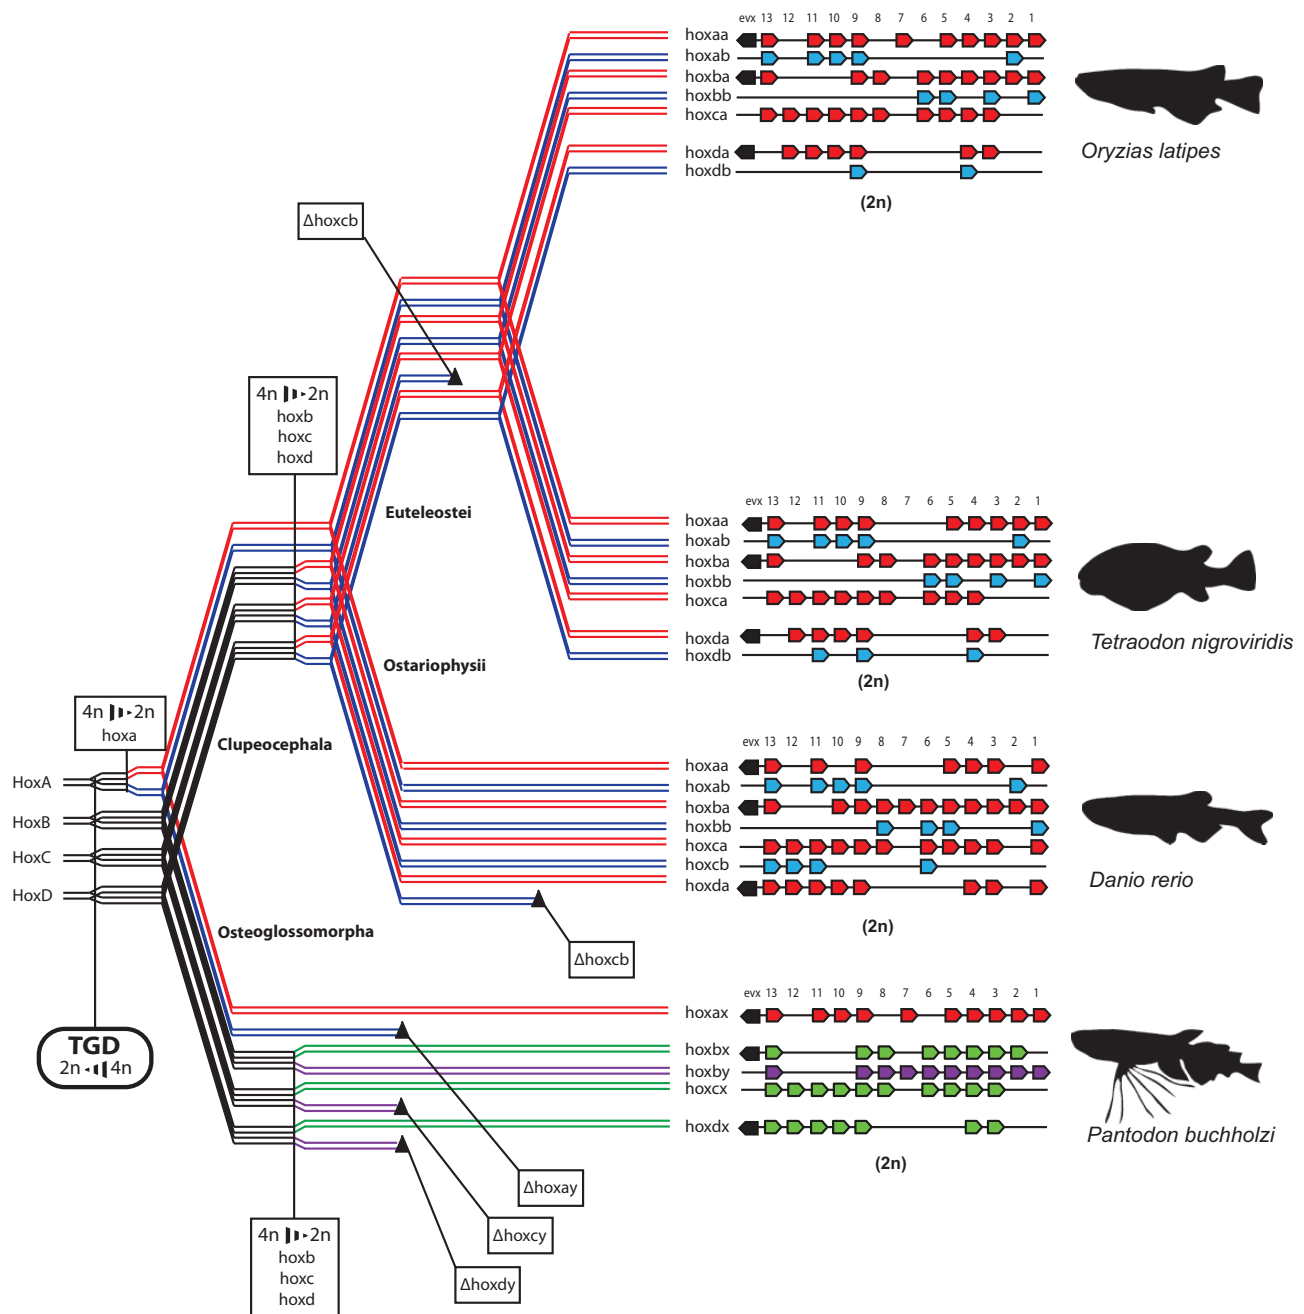 evx 13 12 11 10 9 8 7 6 5 4 3 2 1
hoxaa
hoxab
hoxba
hoxbb
hoxca
hoxda
hoxdb
(2n)
Oryzias latipes
Δhoxcb
4n 2n
hoxb
hoxc
hoxd
Euteleostei
evx 13 12 11 10 9 8 7 6 5 4 3 2 1
hoxaa
hoxab
hoxba
hoxbb
hoxca
hoxda
hoxdb
(2n)
Tetraodon nigroviridis
Ostariophysii
4n 2n
hoxa
Clupeocephala
HoxA
HoxB
HoxC
HoxD
evx 13 12 11 10 9 8 7 6 5 4 3 2 1
hoxaa
hoxab
hoxba
hoxbb
hoxca
hoxcb
hoxda
(2n)
Danio rerio
Osteoglossomorpha
Δhoxcb
TGD
2n 4n
evx 13 12 11 10 9 8 7 6 5 4 3 2 1
hoxax
hoxbx
hoxby
hoxcx
hoxdx
(2n)
Pantodon buchholzi
Δhoxay
Δhoxcy
Δhoxdy
4n 2n
hoxb
hoxc
hoxd